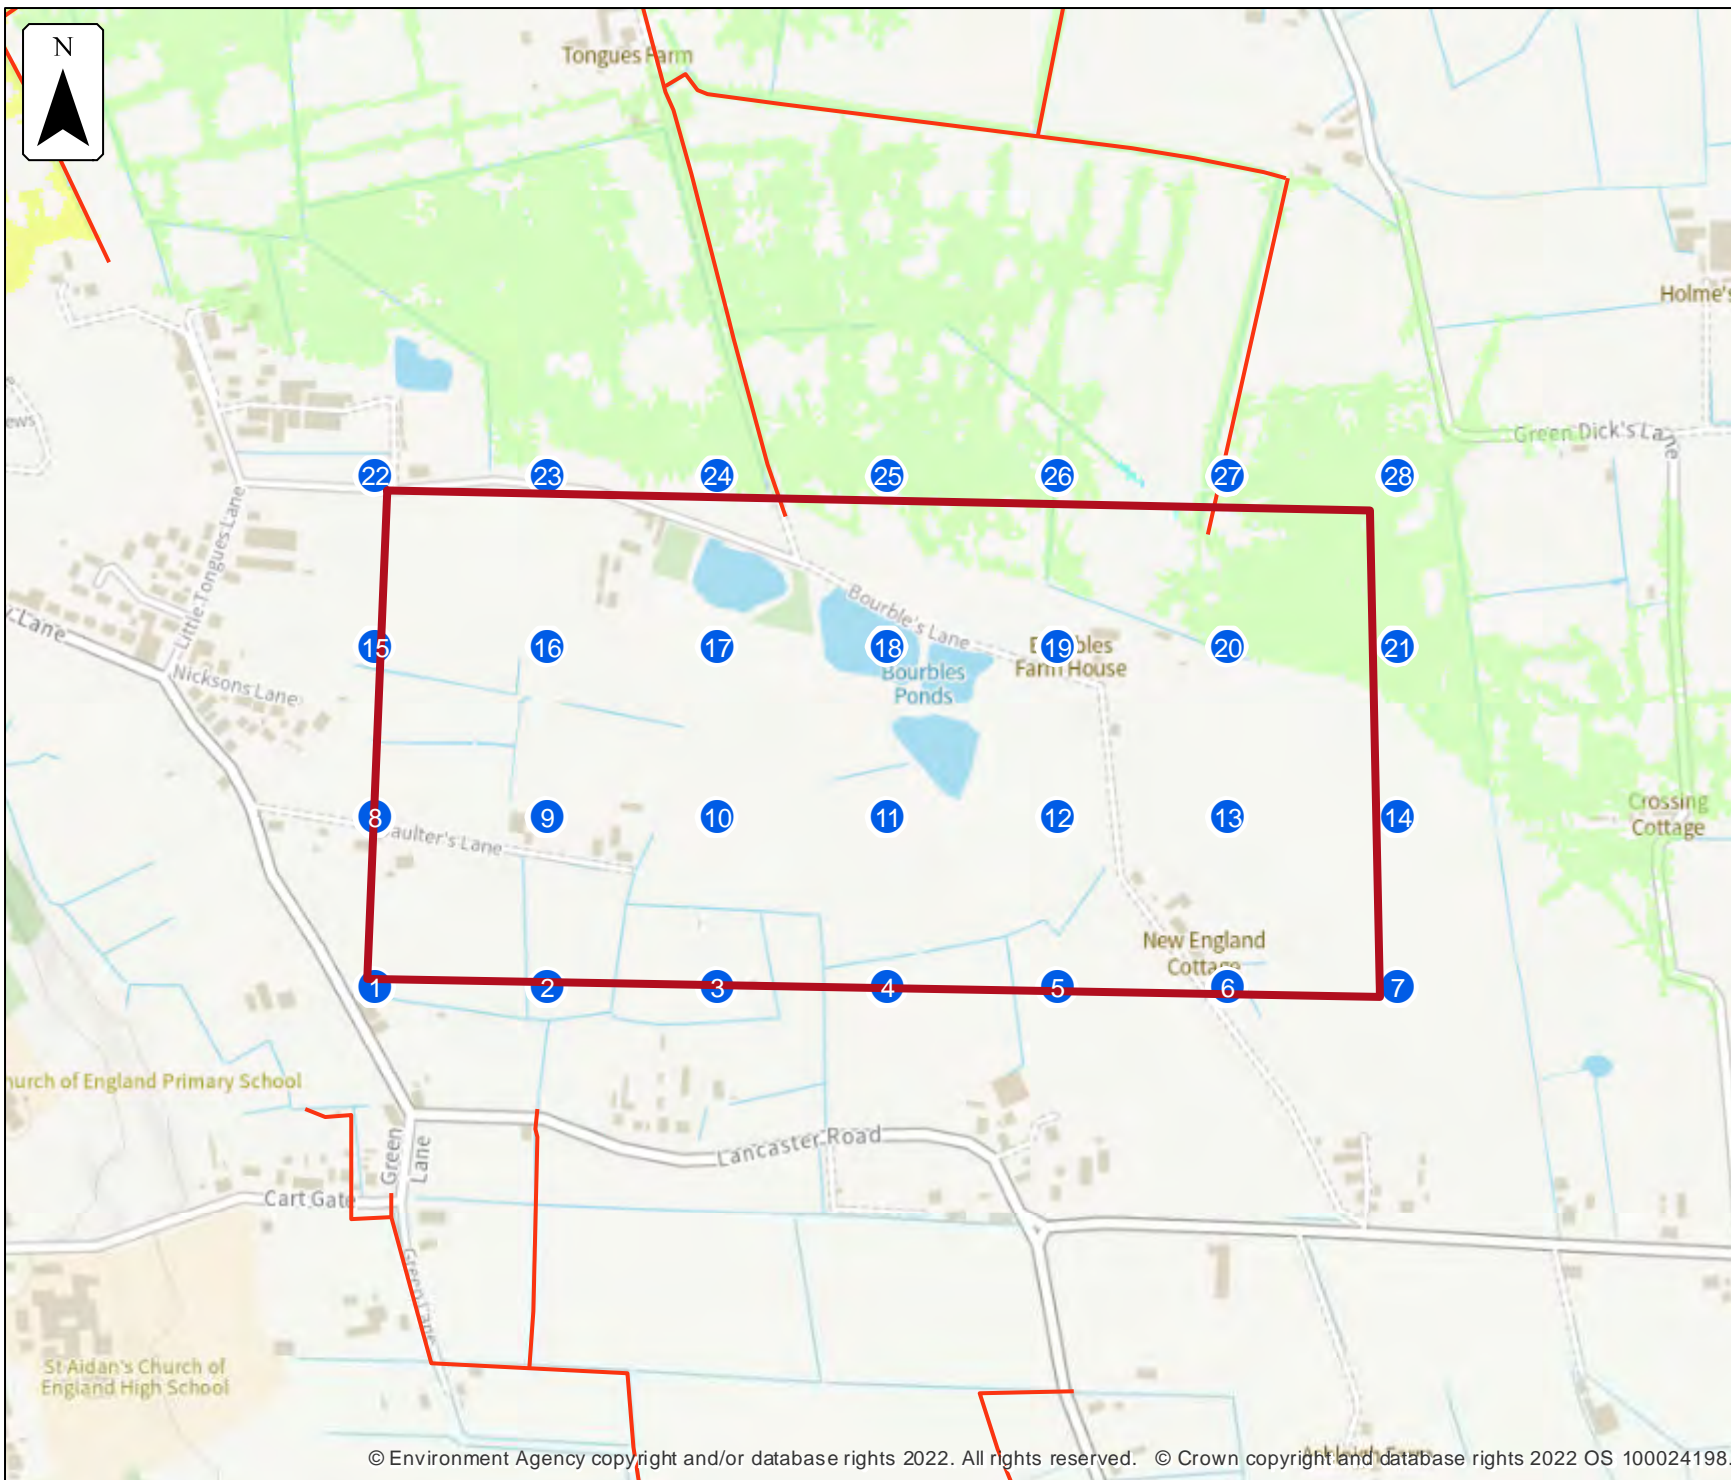 N
Tongues Farm
Holme's
ews
Green Dick's Lane
22
23
24
25
26
27
28
Little Tongues Lane
Lane
Bourble's Lane
15
16
17
18
19
20
21
Farm House
Nicksons Lane
Bourbles
Ponds
Crossing
Cottage
8
9
10
11
12
13
14
aulter's Lane
New England
Cottage
1
2
3
4
5
6
7
urch of England Primary School
Green
Lane
Lancaster Road
Cart Gate
Green Lane
St Aidan's Church of
England High School
© Environment Agency copyright and/or database rights 2022. All rights reserved. © Crown copyright and database rights 2022 OS 100024198.